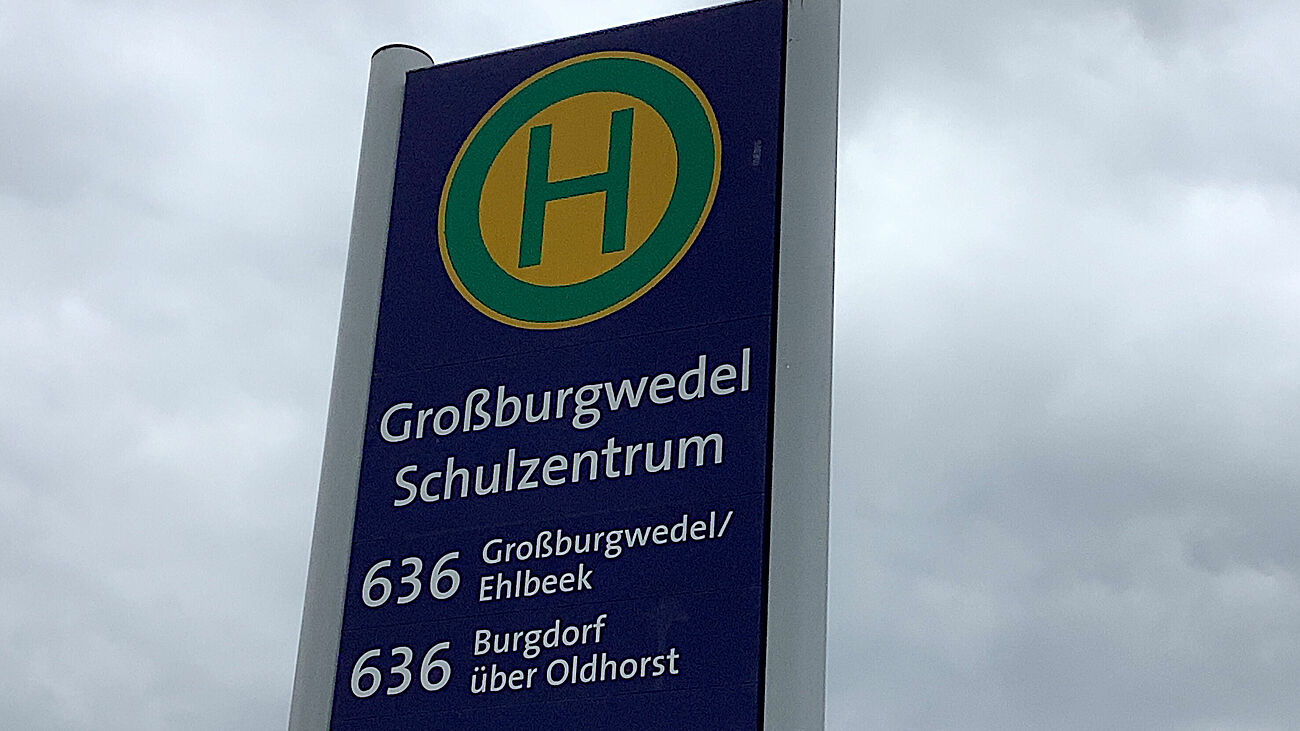 H
Großburgwedel
Schulzentrum
636 Großburgwedel/
Ehlbeek
636 Burgdorf
über Oldhorst